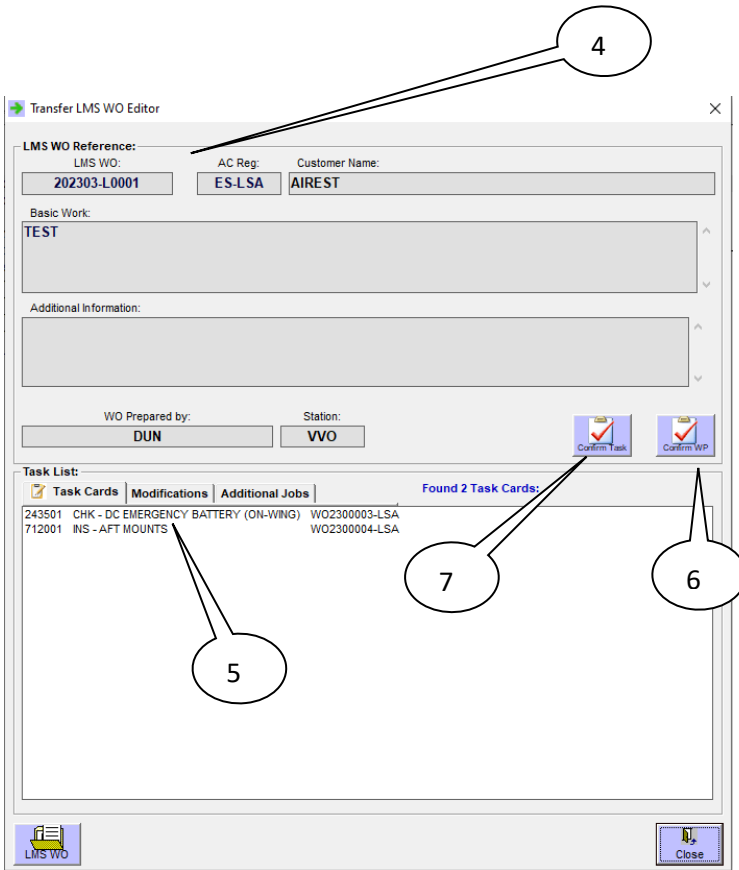 4
Transfer LMS WO Editor
LMS WO Reference:
LMS WO: AC Reg: Customer Name:
202303-L0001 ES-LSA AIREST
Basic Work:
TEST
Additional Information:
WO Prepared by: Station:
DUN VVO
Confirm Task Confirm WP
Task List:
Task Cards Modifications Additional Jobs Found 2 Task Cards:
243501 CHK - DC EMERGENCY BATTERY (ON-WING) WO2300003-LSA
712001 INS - AFT MOUNTS WO2300004-LSA
7 6
5
LMS WO Close